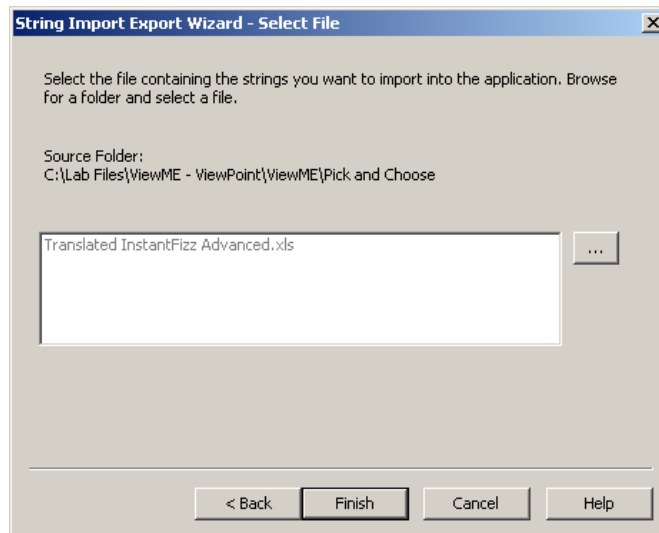 String Import Export Wizard - Select File
Select the file containing the strings you want to import into the application. Browse
for a folder and select a file.
Source Folder:
C:\Lab Files\ViewME - ViewPoint\ViewME\Pick and Choose
Translated InstantFizz Advanced.xls
...
< Back Finish Cancel Help